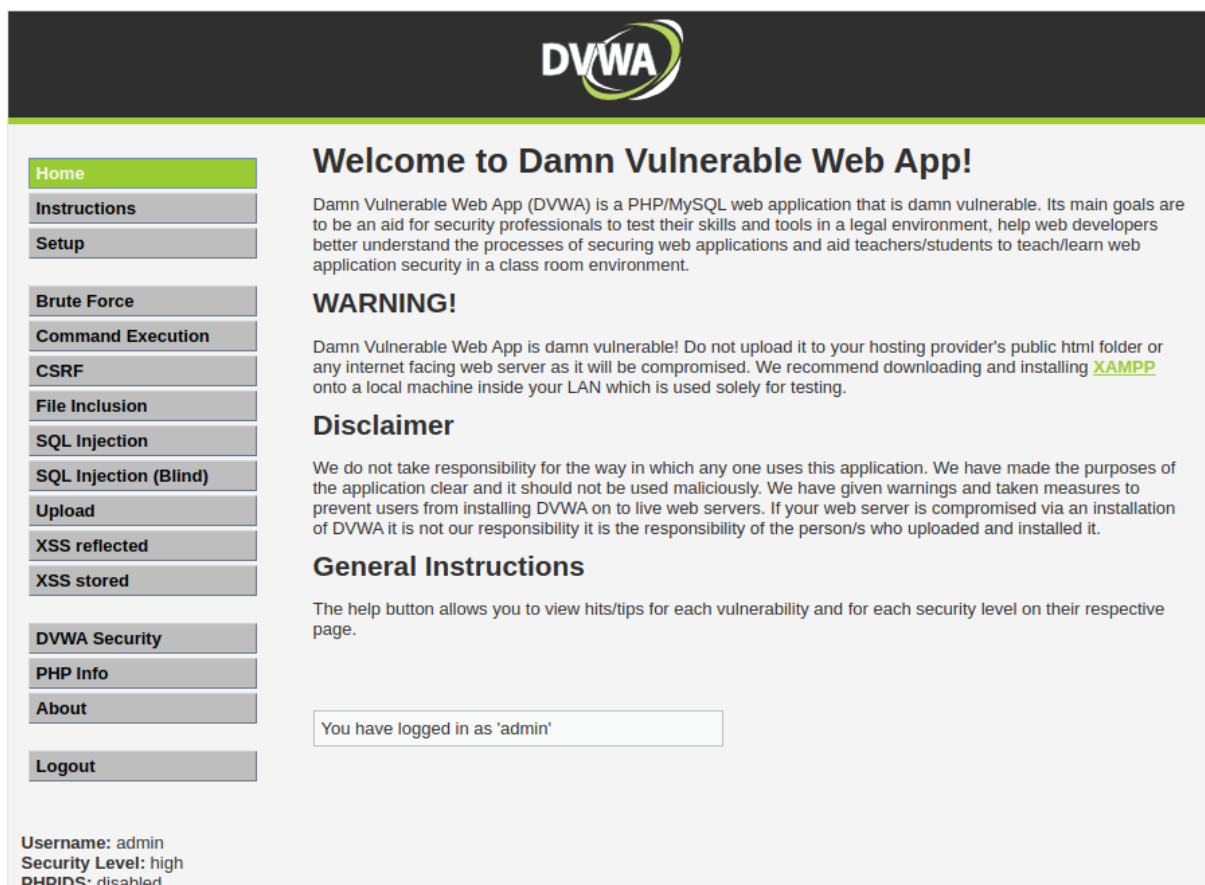 DVWA
Home
Instructions
Setup
Brute Force
Command Execution
CSRF
File Inclusion
SQL Injection
SQL Injection (Blind)
Upload
XSS reflected
XSS stored
DVWA Security
PHP Info
About
Logout
Username: admin
Security Level: high
PHPIDS: disabled
Welcome to Damn Vulnerable Web App!
Damn Vulnerable Web App (DVWA) is a PHP/MySQL web application that is damn vulnerable. Its main goals are
to be an aid for security professionals to test their skills and tools in a legal environment, help web developers
better understand the processes of securing web applications and aid teachers/students to teach/learn web
application security in a class room environment.
WARNING!
Damn Vulnerable Web App is damn vulnerable! Do not upload it to your hosting provider's public html folder or
any internet facing web server as it will be compromised. We recommend downloading and installing XAMPP
onto a local machine inside your LAN which is used solely for testing.
Disclaimer
We do not take responsibility for the way in which any one uses this application. We have made the purposes of
the application clear and it should not be used maliciously. We have given warnings and taken measures to
prevent users from installing DVWA on to live web servers. If your web server is compromised via an installation
of DVWA it is not our responsibility it is the responsibility of the person/s who uploaded and installed it.
General Instructions
The help button allows you to view hits/tips for each vulnerability and for each security level on their respective
page.
You have logged in as 'admin'